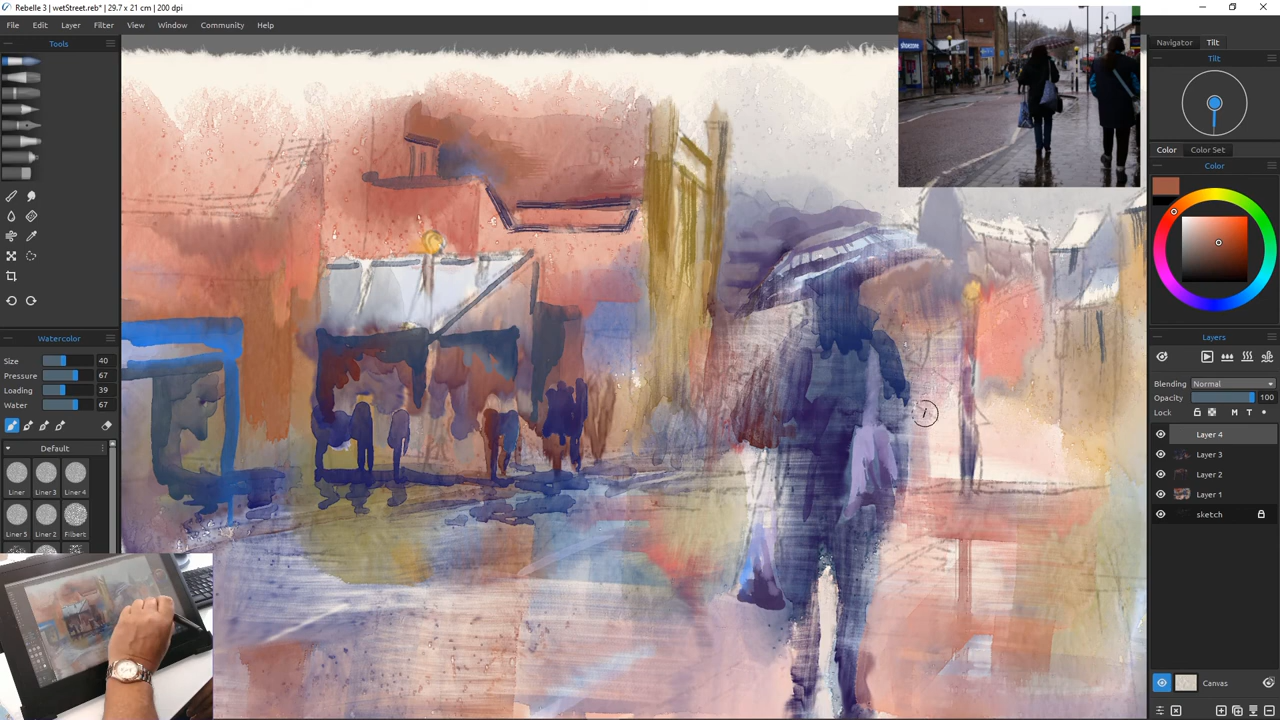 Rebelle 3 | wetStreet.reb* | 29.7 x 21 cm | 200 dpi
File Edit Layer Filter View Window Community Help
Tools
Navigator Tilt
Tilt
Color Color Set
Color
Watercolor
Size 40
Pressure 67
Loading 39
Water 67
Default
Liner Liner 3 Liner 4
Liner 5 Liner 2 Filbert
Layers
Blending Normal
Opacity 100
Lock M T
Layer 4
Layer 3
Layer 2
Layer 1
sketch
Canvas
shoezone